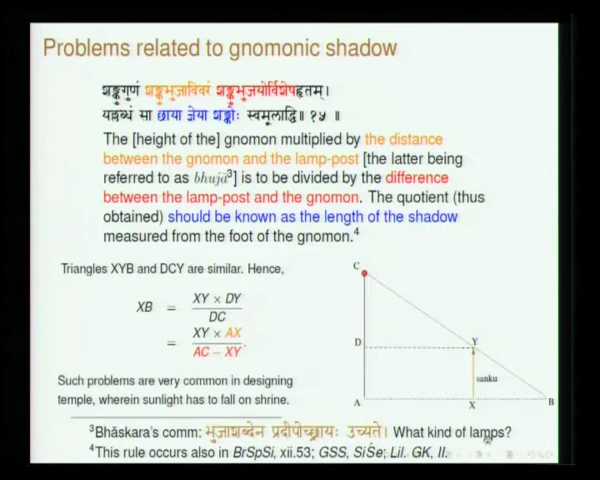 Problems related to gnomonic shadow
शङ्कुगुणं शङ्कुभुजाविवरं शङ्कुभुजयोर्विशेषहृतम्।
यल्लब्धं सा छाया ज्ञेया शङ्कोः स्वमूलाद्धि॥ १५ ॥
The [height of the] gnomon multiplied by the distance
between the gnomon and the lamp-post [the latter being
referred to as bhujā³] is to be divided by the difference
between the lamp-post and the gnomon. The quotient (thus
obtained) should be known as the length of the shadow
measured from the foot of the gnomon.⁴
Triangles XYB and DCY are similar. Hence,
XB = XY × DY
DC
= XY × AX
AC − XY.
Such problems are very common in designing
temple, wherein sunlight has to fall on shrine.
C
D
Y
sanku
A
X
B
³Bhāskara's comm: भुजाशब्देन प्रदीपोच्छ्रायः उच्यते। What kind of lamps?
⁴This rule occurs also in BrSpSi, xii.53; GSS, SiŚe; Lil. GK, II.